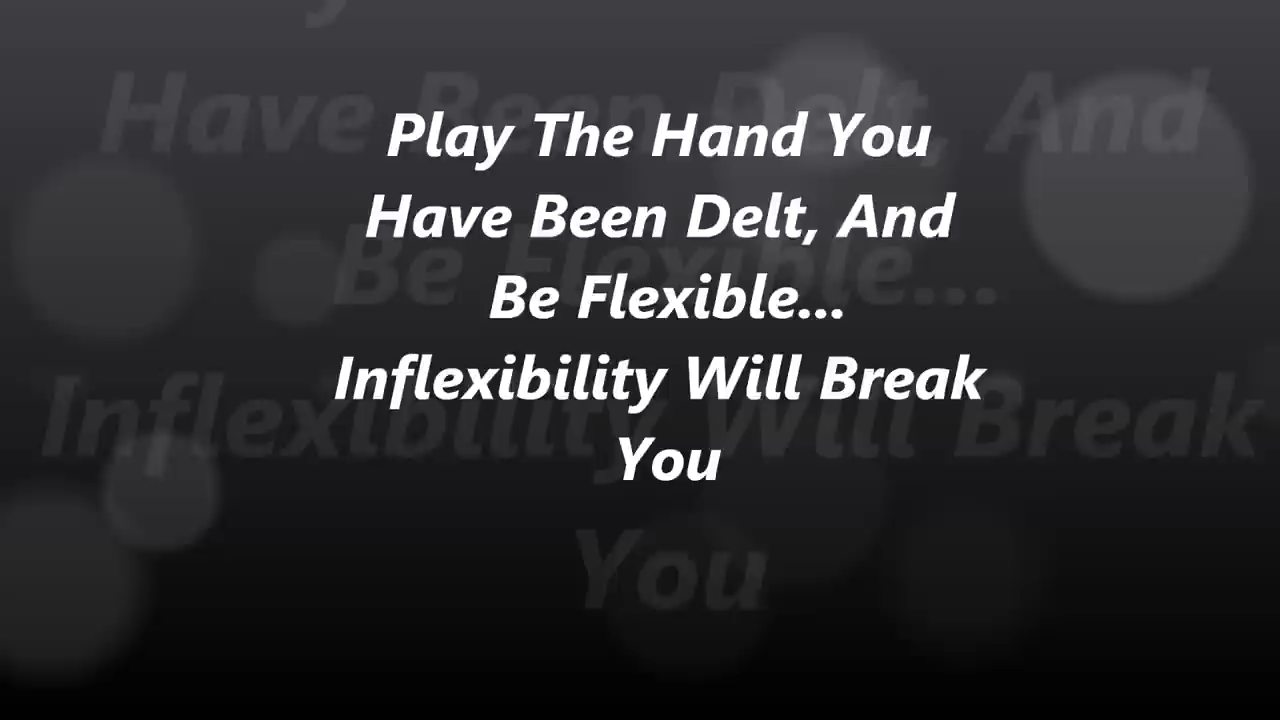 Play The Hand You
Have Been Delt, And
Be Flexible...
Inflexibility Will Break
You